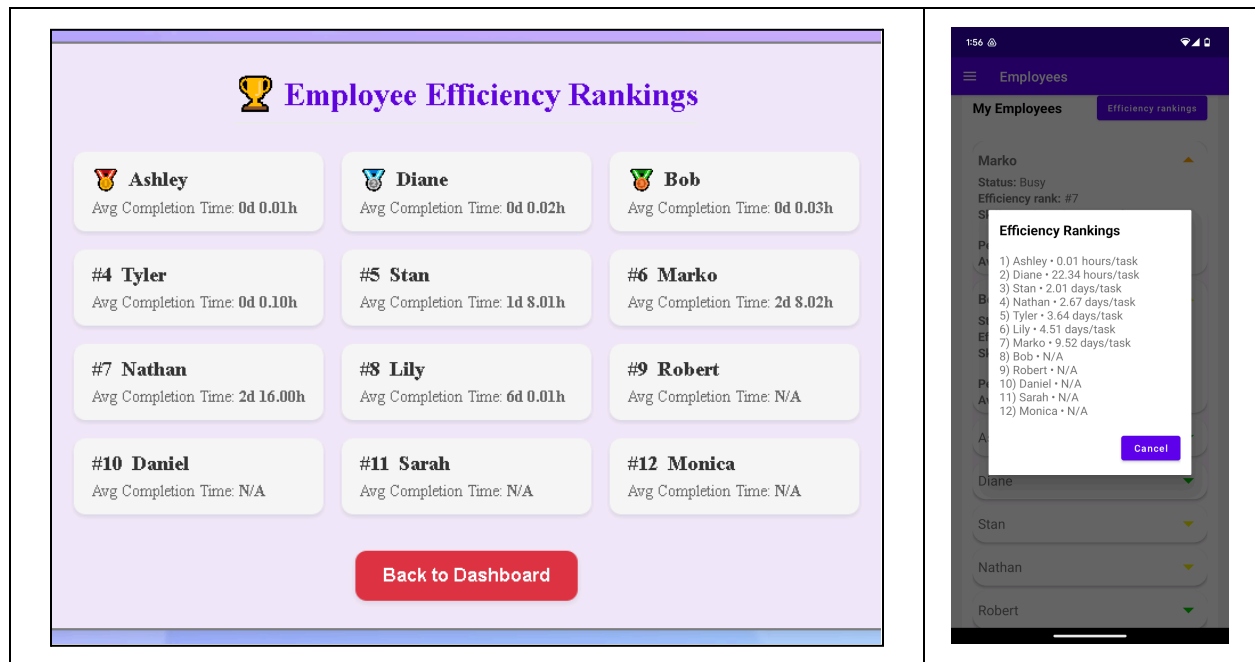 Employee Efficiency Rankings
Ashley
Avg Completion Time: 0d 0.01h
Diane
Avg Completion Time: 0d 0.02h
Bob
Avg Completion Time: 0d 0.03h
#4 Tyler
Avg Completion Time: 0d 0.10h
#5 Stan
Avg Completion Time: 1d 8.01h
#6 Marko
Avg Completion Time: 2d 8.02h
#7 Nathan
Avg Completion Time: 2d 16.00h
#8 Lily
Avg Completion Time: 6d 0.01h
#9 Robert
Avg Completion Time: N/A
#10 Daniel
Avg Completion Time: N/A
#11 Sarah
Avg Completion Time: N/A
#12 Monica
Avg Completion Time: N/A
Back to Dashboard
1:56
Employees
My Employees
Efficiency rankings
Marko
Status: Busy
Efficiency rank: #7
Efficiency Rankings
1) Ashley • 0.01 hours/task
2) Diane • 22.34 hours/task
3) Stan • 2.01 days/task
4) Nathan • 2.67 days/task
5) Tyler • 3.64 days/task
6) Lily • 4.51 days/task
7) Marko • 9.52 days/task
8) Bob • N/A
9) Robert • N/A
10) Daniel • N/A
11) Sarah • N/A
12) Monica • N/A
Cancel
Diane
Stan
Nathan
Robert